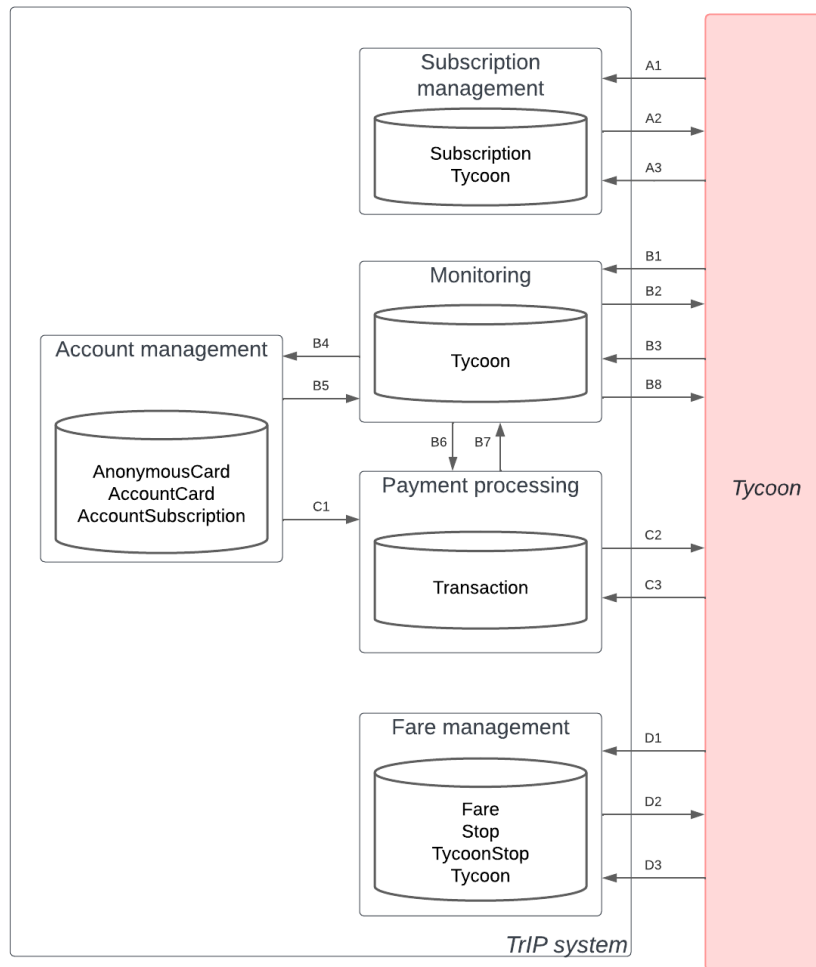 Subscription
management
Subscription
Tycoon
A1
A2
A3
Monitoring
Tycoon
B1
B2
B3
B8
Account management
AnonymousCard
AccountCard
AccountSubscription
B4
B5
B6
B7
Payment processing
Transaction
C1
C2
C3
Tycoon
Fare management
Fare
Stop
TycoonStop
Tycoon
D1
D2
D3
TrIP system